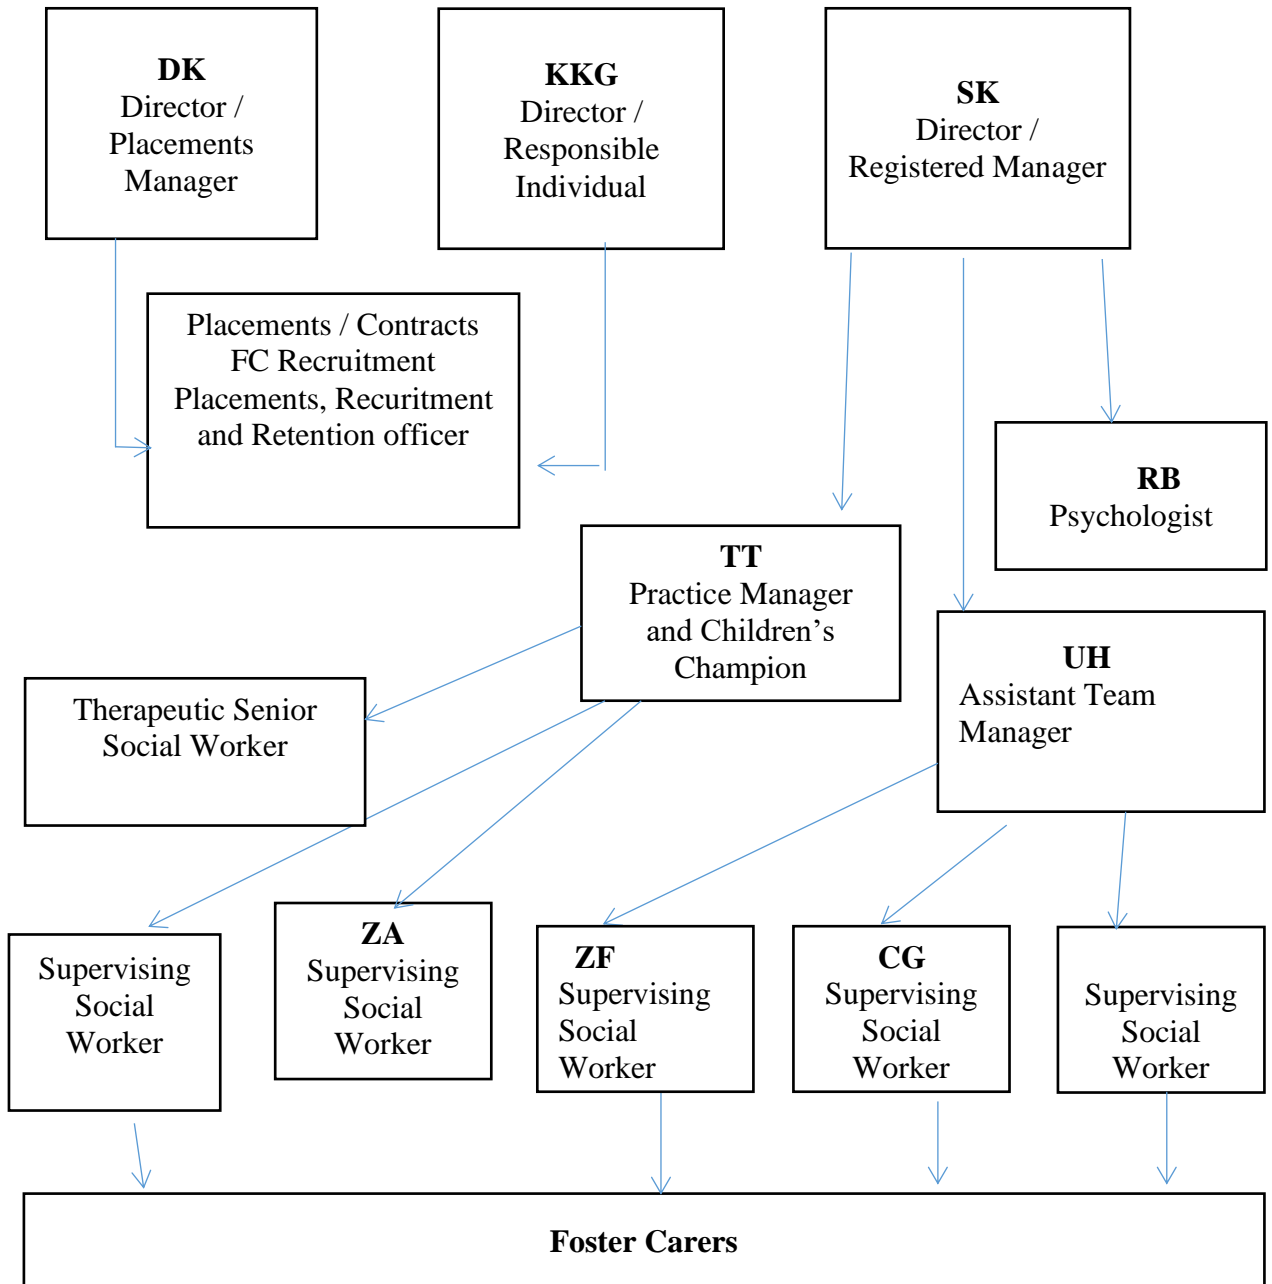 DK
Director /
Placements
Manager
KKG
Director /
Responsible
Individual
SK
Director /
Registered Manager
Placements / Contracts
FC Recruitment
Placements, Recuritment
and Retention officer
RB
Psychologist
TT
Practice Manager
and Children’s
Champion
UH
Assistant Team
Manager
Therapeutic Senior
Social Worker
Supervising
Social
Worker
ZA
Supervising
Social
Worker
ZF
Supervising
Social
Worker
CG
Supervising
Social
Worker
Supervising
Social
Worker
Foster Carers